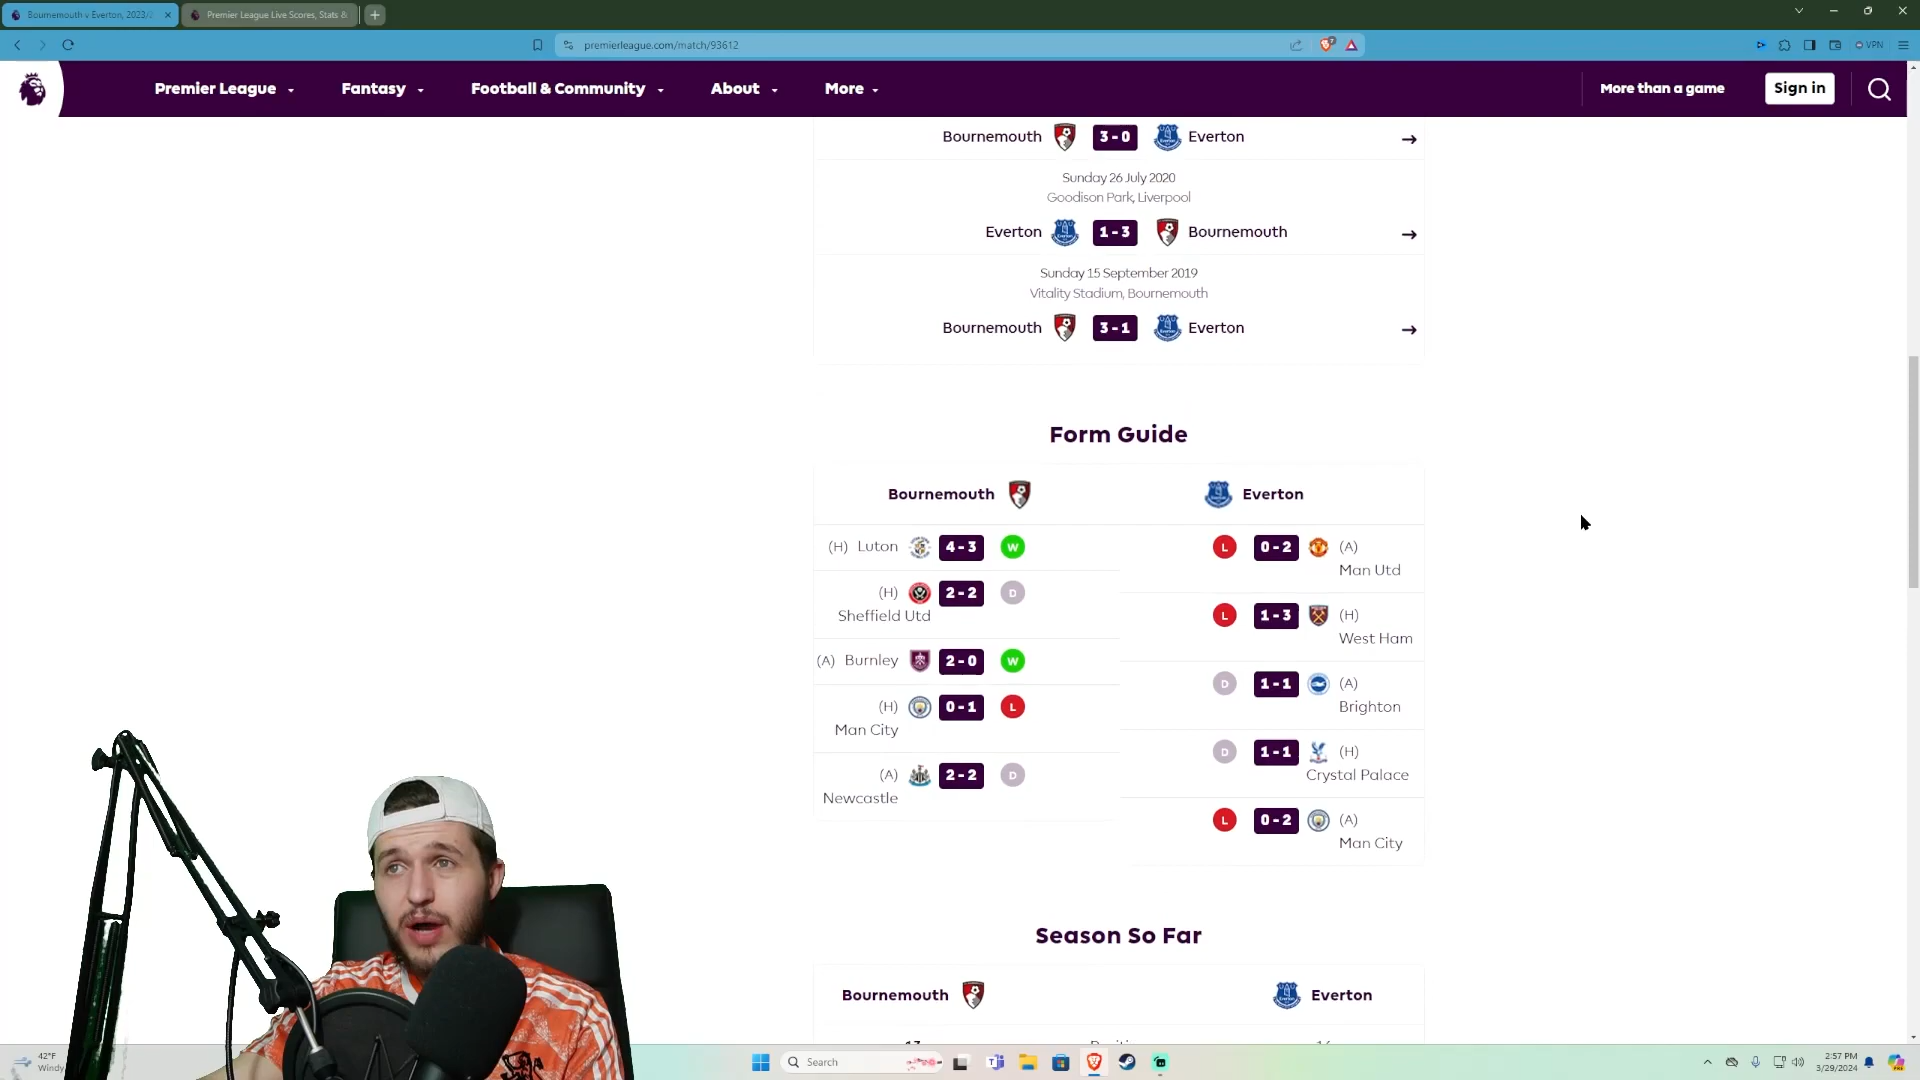 Bournemouth v Everton, 2023/2
Premier League Live Scores, Stats &
premierleague.com/match/93612
VPN
Premier League
Fantasy
Football & Community
About
More
More than a game
Sign in
Bournemouth 3 - 0 Everton
Sunday 26 July 2020
Goodison Park, Liverpool
Everton 1 - 3 Bournemouth
Sunday 15 September 2019
Vitality Stadium, Bournemouth
Bournemouth 3 - 1 Everton
Form Guide
Bournemouth
Everton
(H) Luton 4 - 3 W
(H) 2 - 2 D
Sheffield Utd
(A) Burnley 2 - 0 W
(H) 0 - 1 L
Man City
(A) 2 - 2 D
Newcastle
L 0 - 2 (A)
Man Utd
L 1 - 3 (H)
West Ham
D 1 - 1 (A)
Brighton
D 1 - 1 (H)
Crystal Palace
L 0 - 2 (A)
Man City
Season So Far
Bournemouth
Everton
42°F
Windy
Search
2:57 PM
3/29/2024